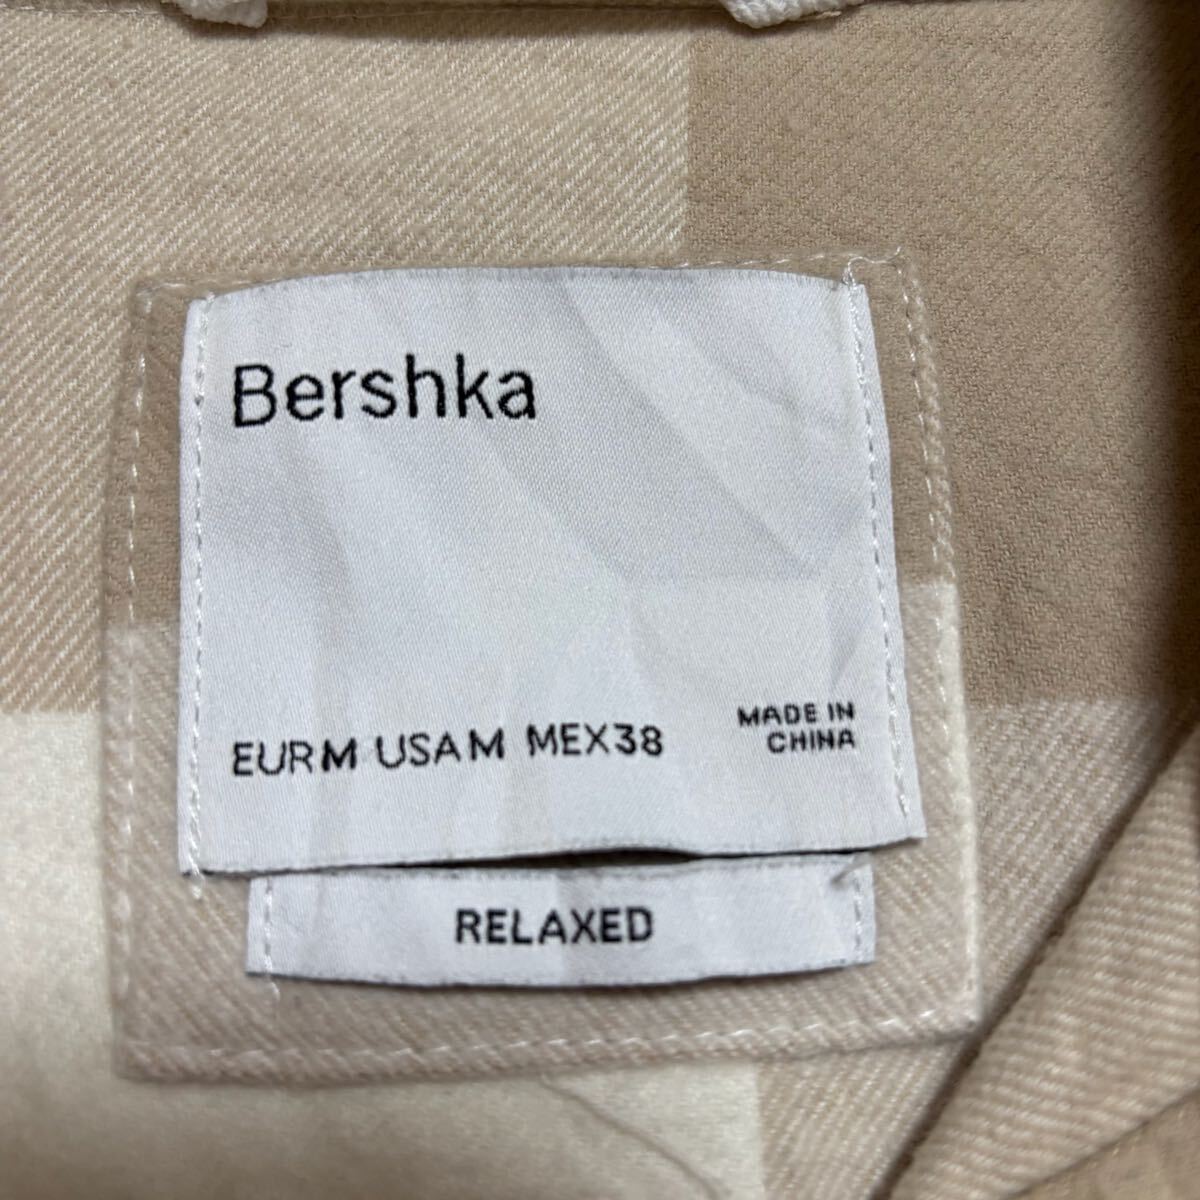 Bershka
EUR M USA M MEX 38
MADE IN
CHINA
RELAXED